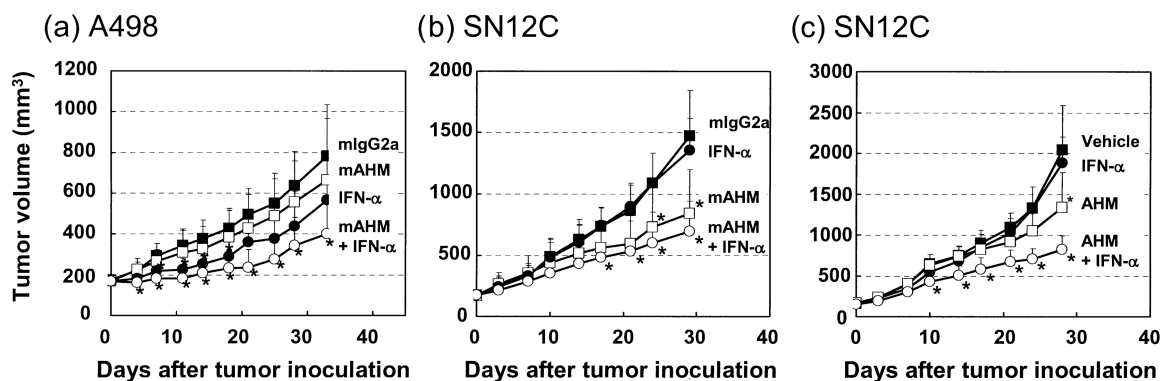 (a) A498
(b) SN12C
(c) SN12C
Tumor volume (mm³)
1200
1000
800
600
400
200
0
0 10 20 30 40
Days after tumor inoculation
mIgG2a
mAHM
IFN-α
mAHM
+ IFN-α
* * * * * * * *
2000
1500
1000
500
0
0 10 20 30 40
Days after tumor inoculation
mIgG2a
IFN-α
mAHM
mAHM
+ IFN-α
* * * * * *
3000
2500
2000
1500
1000
500
0
0 10 20 30 40
Days after tumor inoculation
Vehicle
IFN-α
AHM
AHM
+ IFN-α
* * * * * * *